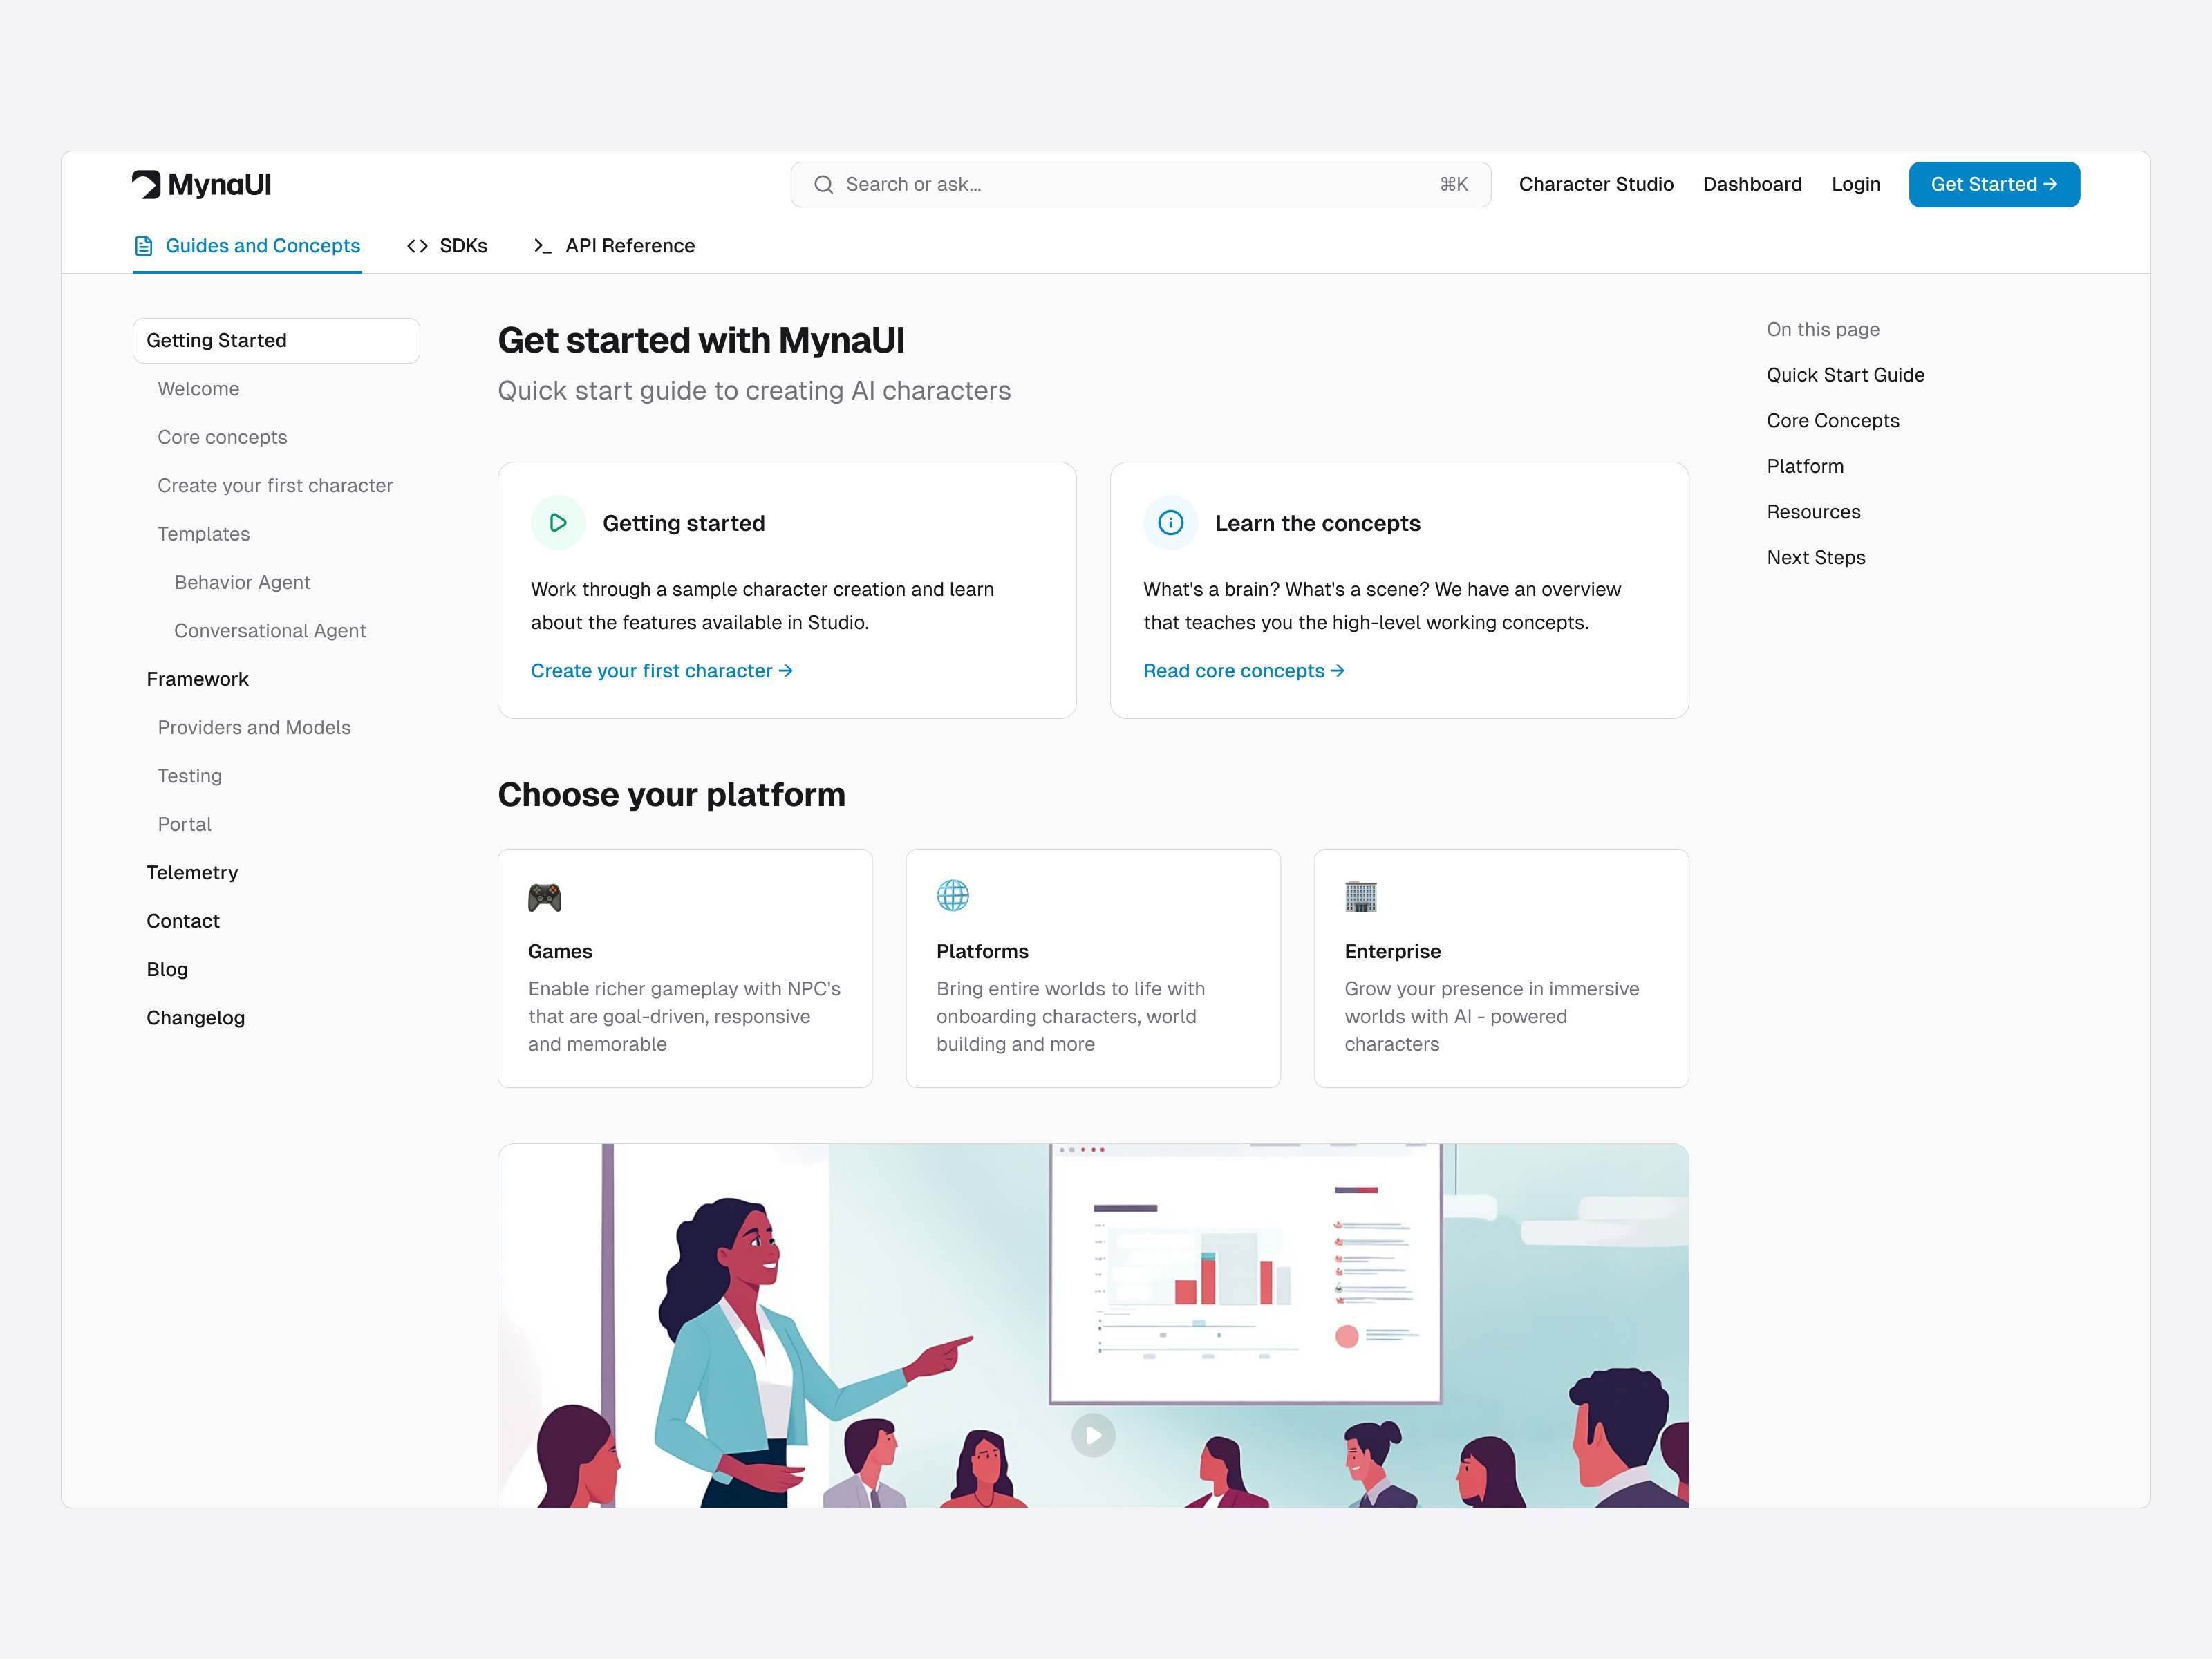 MynaUI
Search or ask...
⌘K
Character Studio
Dashboard
Login
Get Started →
Guides and Concepts
SDKs
API Reference
Getting Started
Welcome
Core concepts
Create your first character
Templates
Behavior Agent
Conversational Agent
Framework
Providers and Models
Testing
Portal
Telemetry
Contact
Blog
Changelog
Get started with MynaUI
Quick start guide to creating AI characters
Getting started
Work through a sample character creation and learn
about the features available in Studio.
Create your first character →
Learn the concepts
What's a brain? What's a scene? We have an overview
that teaches you the high-level working concepts.
Read core concepts →
Choose your platform
Games
Enable richer gameplay with NPC's
that are goal-driven, responsive
and memorable
Platforms
Bring entire worlds to life with
onboarding characters, world
building and more
Enterprise
Grow your presence in immersive
worlds with AI - powered
characters
On this page
Quick Start Guide
Core Concepts
Platform
Resources
Next Steps